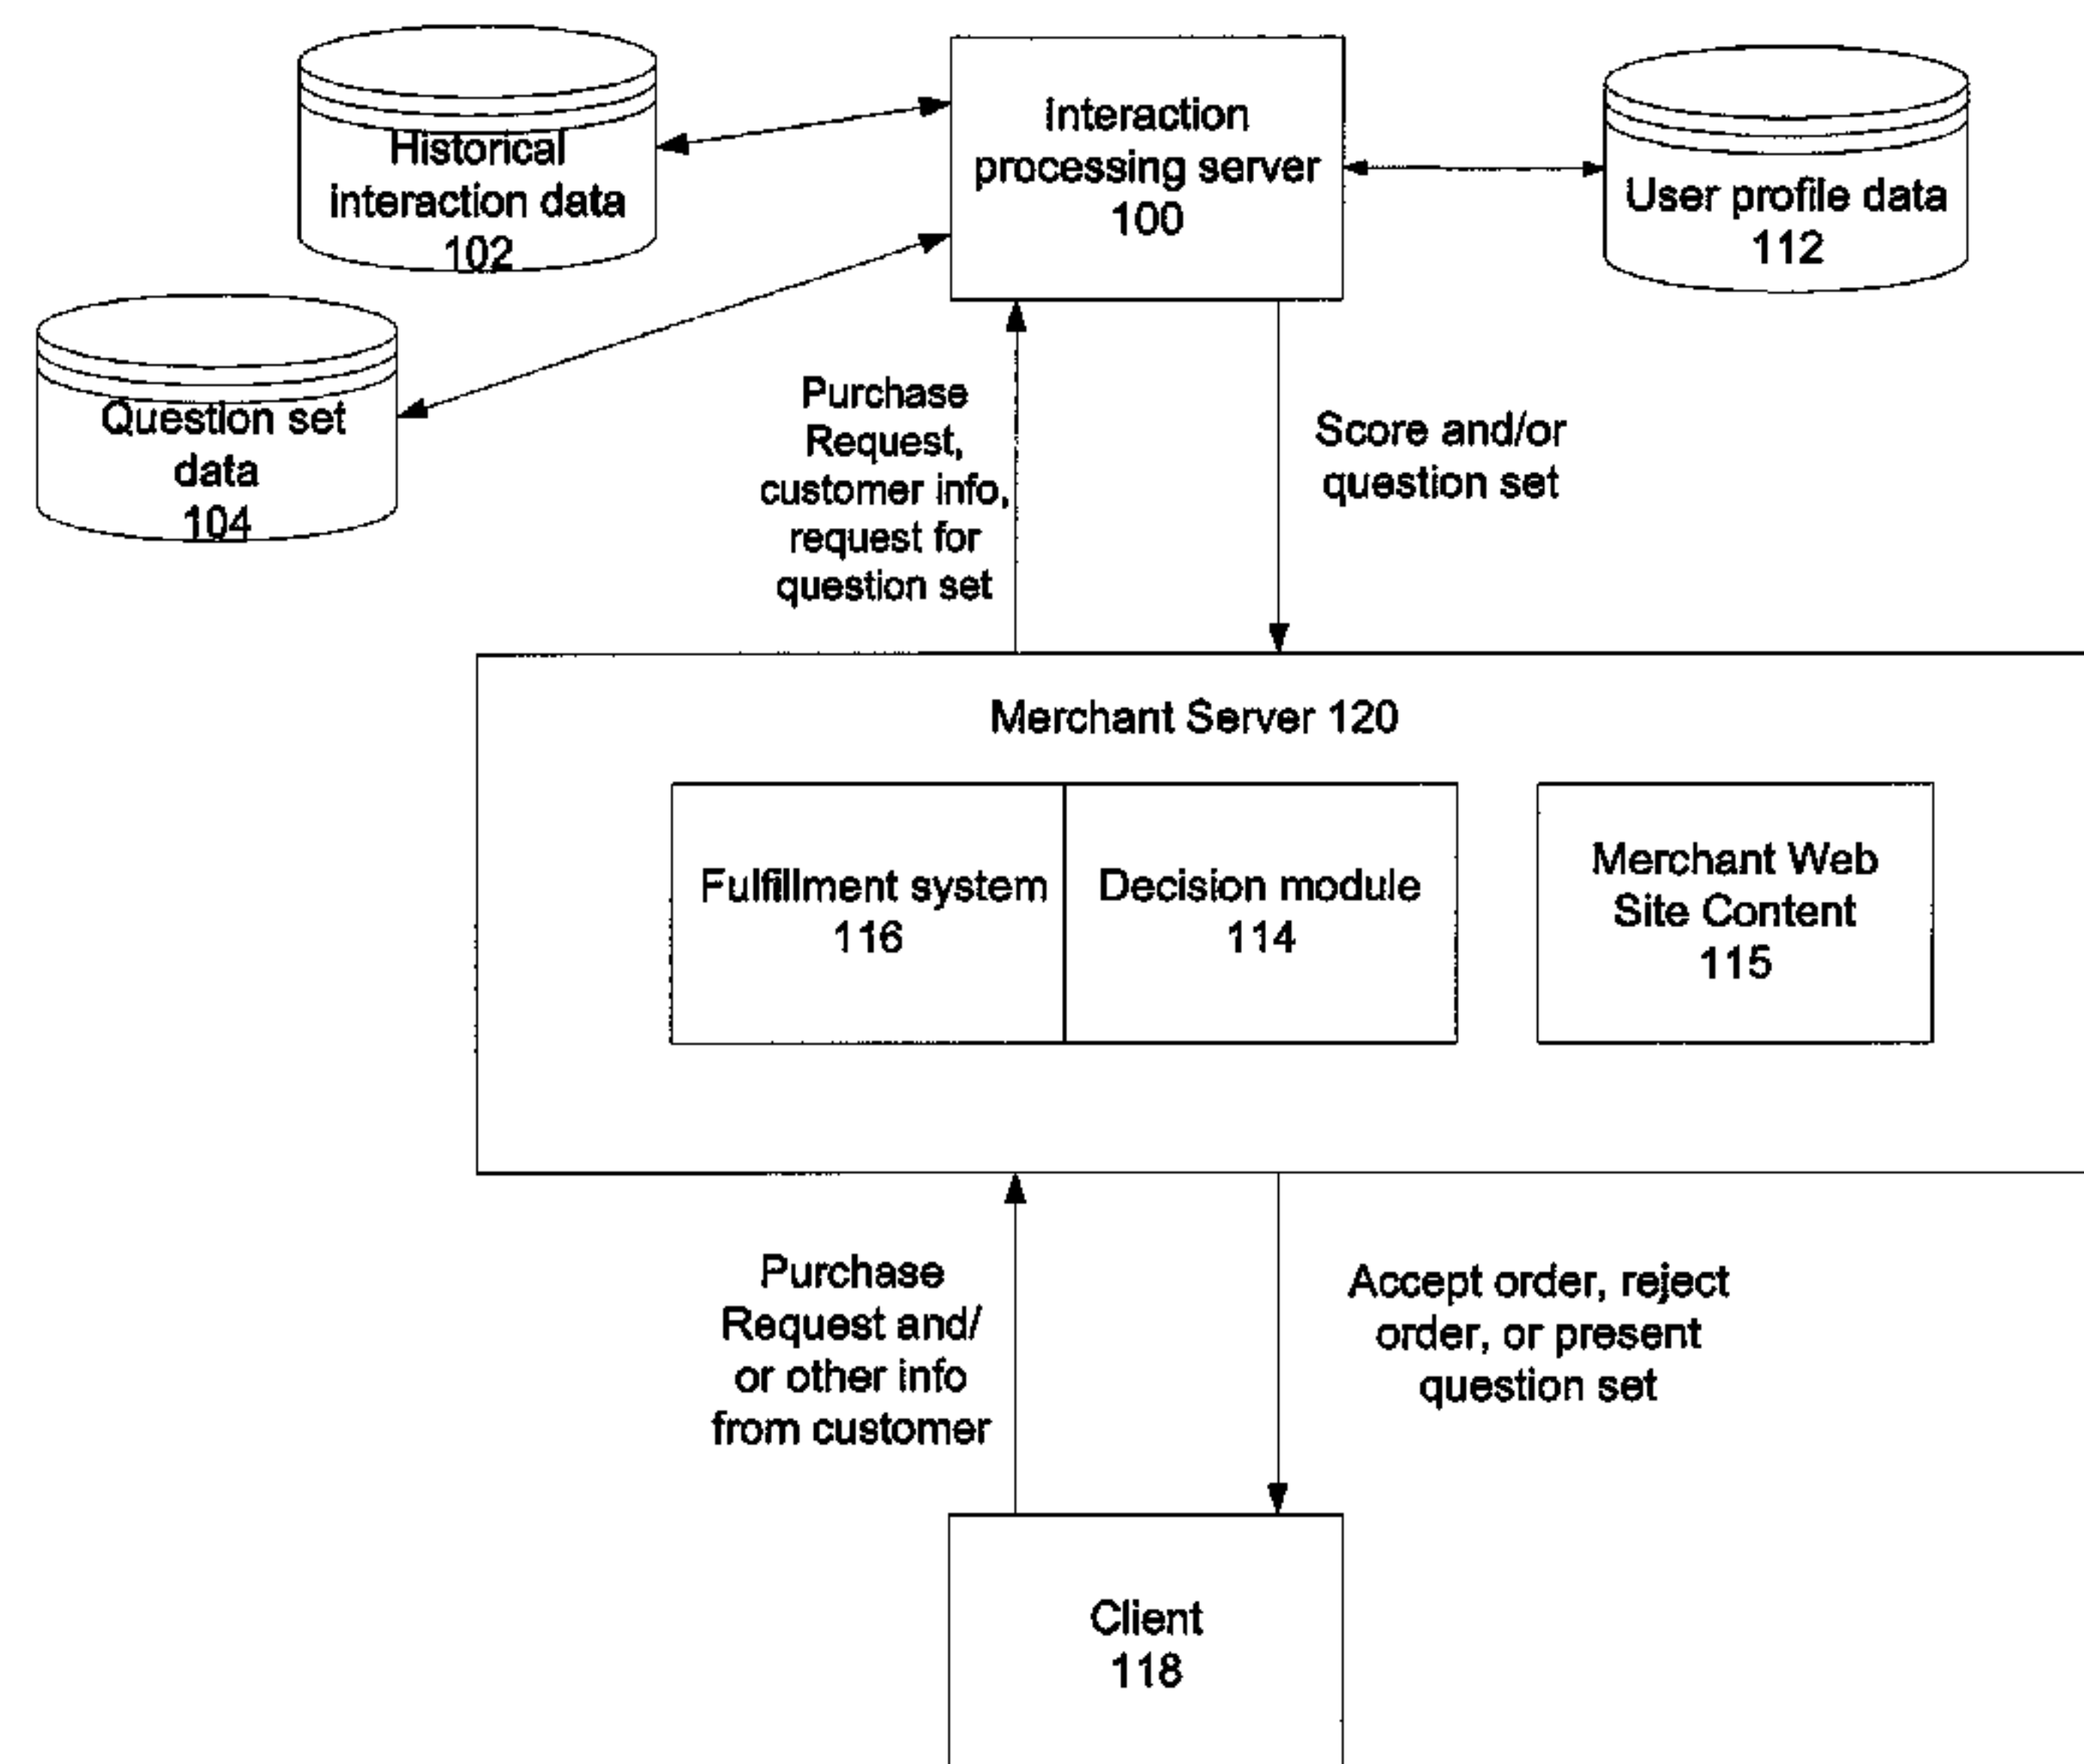 Historical
interaction data
102
Interaction
processing server
100
User profile data
112
Question set
data
104
Purchase
Request,
customer info,
request for
question set
Score and/or
question set
Merchant Server 120
Fulfillment system
116
Decision module
114
Merchant Web
Site Content
115
Purchase
Request and/
or other info
from customer
Accept order, reject
order, or present
question set
Client
118